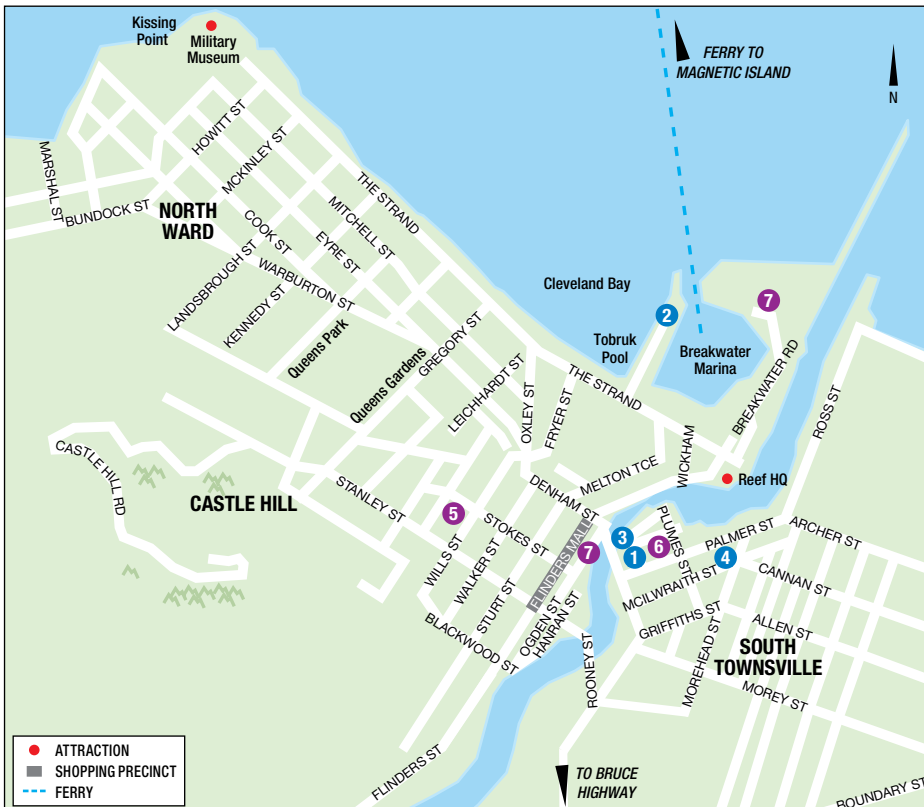 Kissing
Point
Military
Museum
FERRY TO
MAGNETIC ISLAND
N
HOWITT ST
MCKINLEY ST
MARSHAL ST
BUNDOCK ST
NORTH
WARD
THE STRAND
MITCHELL ST
COOK ST
EYRE ST
LANDSBROUGH ST
WARBURTON ST
KENNEDY ST
Queens Park
Queens Gardens
GREGORY ST
LEICHHARDT ST
Cleveland Bay
2
7
Tobruk
Pool
Breakwater
Marina
BREAKWATER RD
ROSS ST
THE STRAND
OXLEY ST
FRYER ST
WICKHAM
MELTON TCE
DENHAM ST
Reef HQ
CASTLE HILL RD
CASTLE HILL
STANLEY ST
5
STOKES ST
WILLS ST
WALKER ST
STURT ST
FLINDERS MALL
7
3
1
6
PLUMES ST
PALMER ST
4
ARCHER ST
MCILWRAITH ST
CANNAN ST
BLACKWOOD ST
OGDEN ST
HANRAN ST
GRIFFITHS ST
ALLEN ST
ROONEY ST
MOREHEAD ST
SOUTH
TOWNSVILLE
MOREY ST
FLINDERS ST
TO BRUCE
HIGHWAY
BOUNDARY ST
ATTRACTION
SHOPPING PRECINCT
FERRY